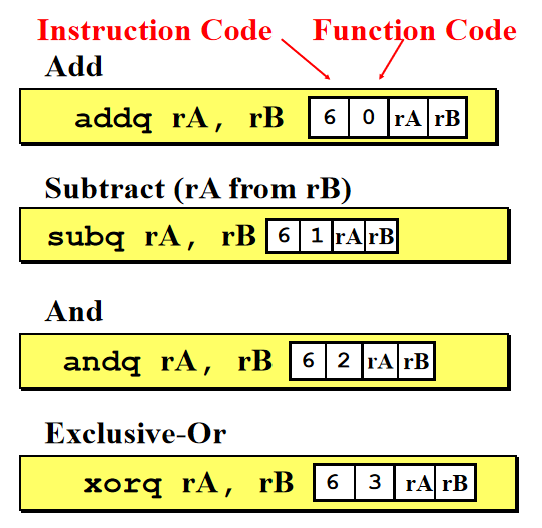 Instruction Code Function Code
Add
addq rA, rB 6 0 rA rB
Subtract (rA from rB)
subq rA, rB 6 1 rA rB
And
andq rA, rB 6 2 rA rB
Exclusive-Or
xorq rA, rB 6 3 rA rB